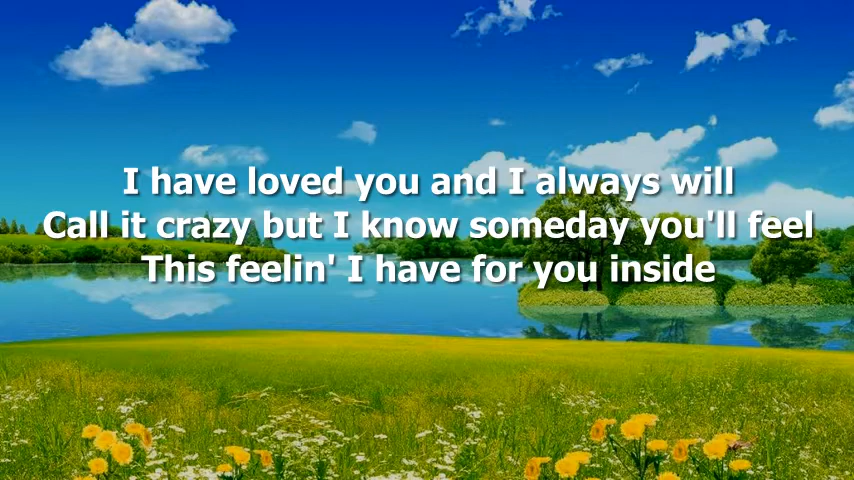 I have loved you and I always will
Call it crazy but I know someday you'll feel
This feelin' I have for you inside